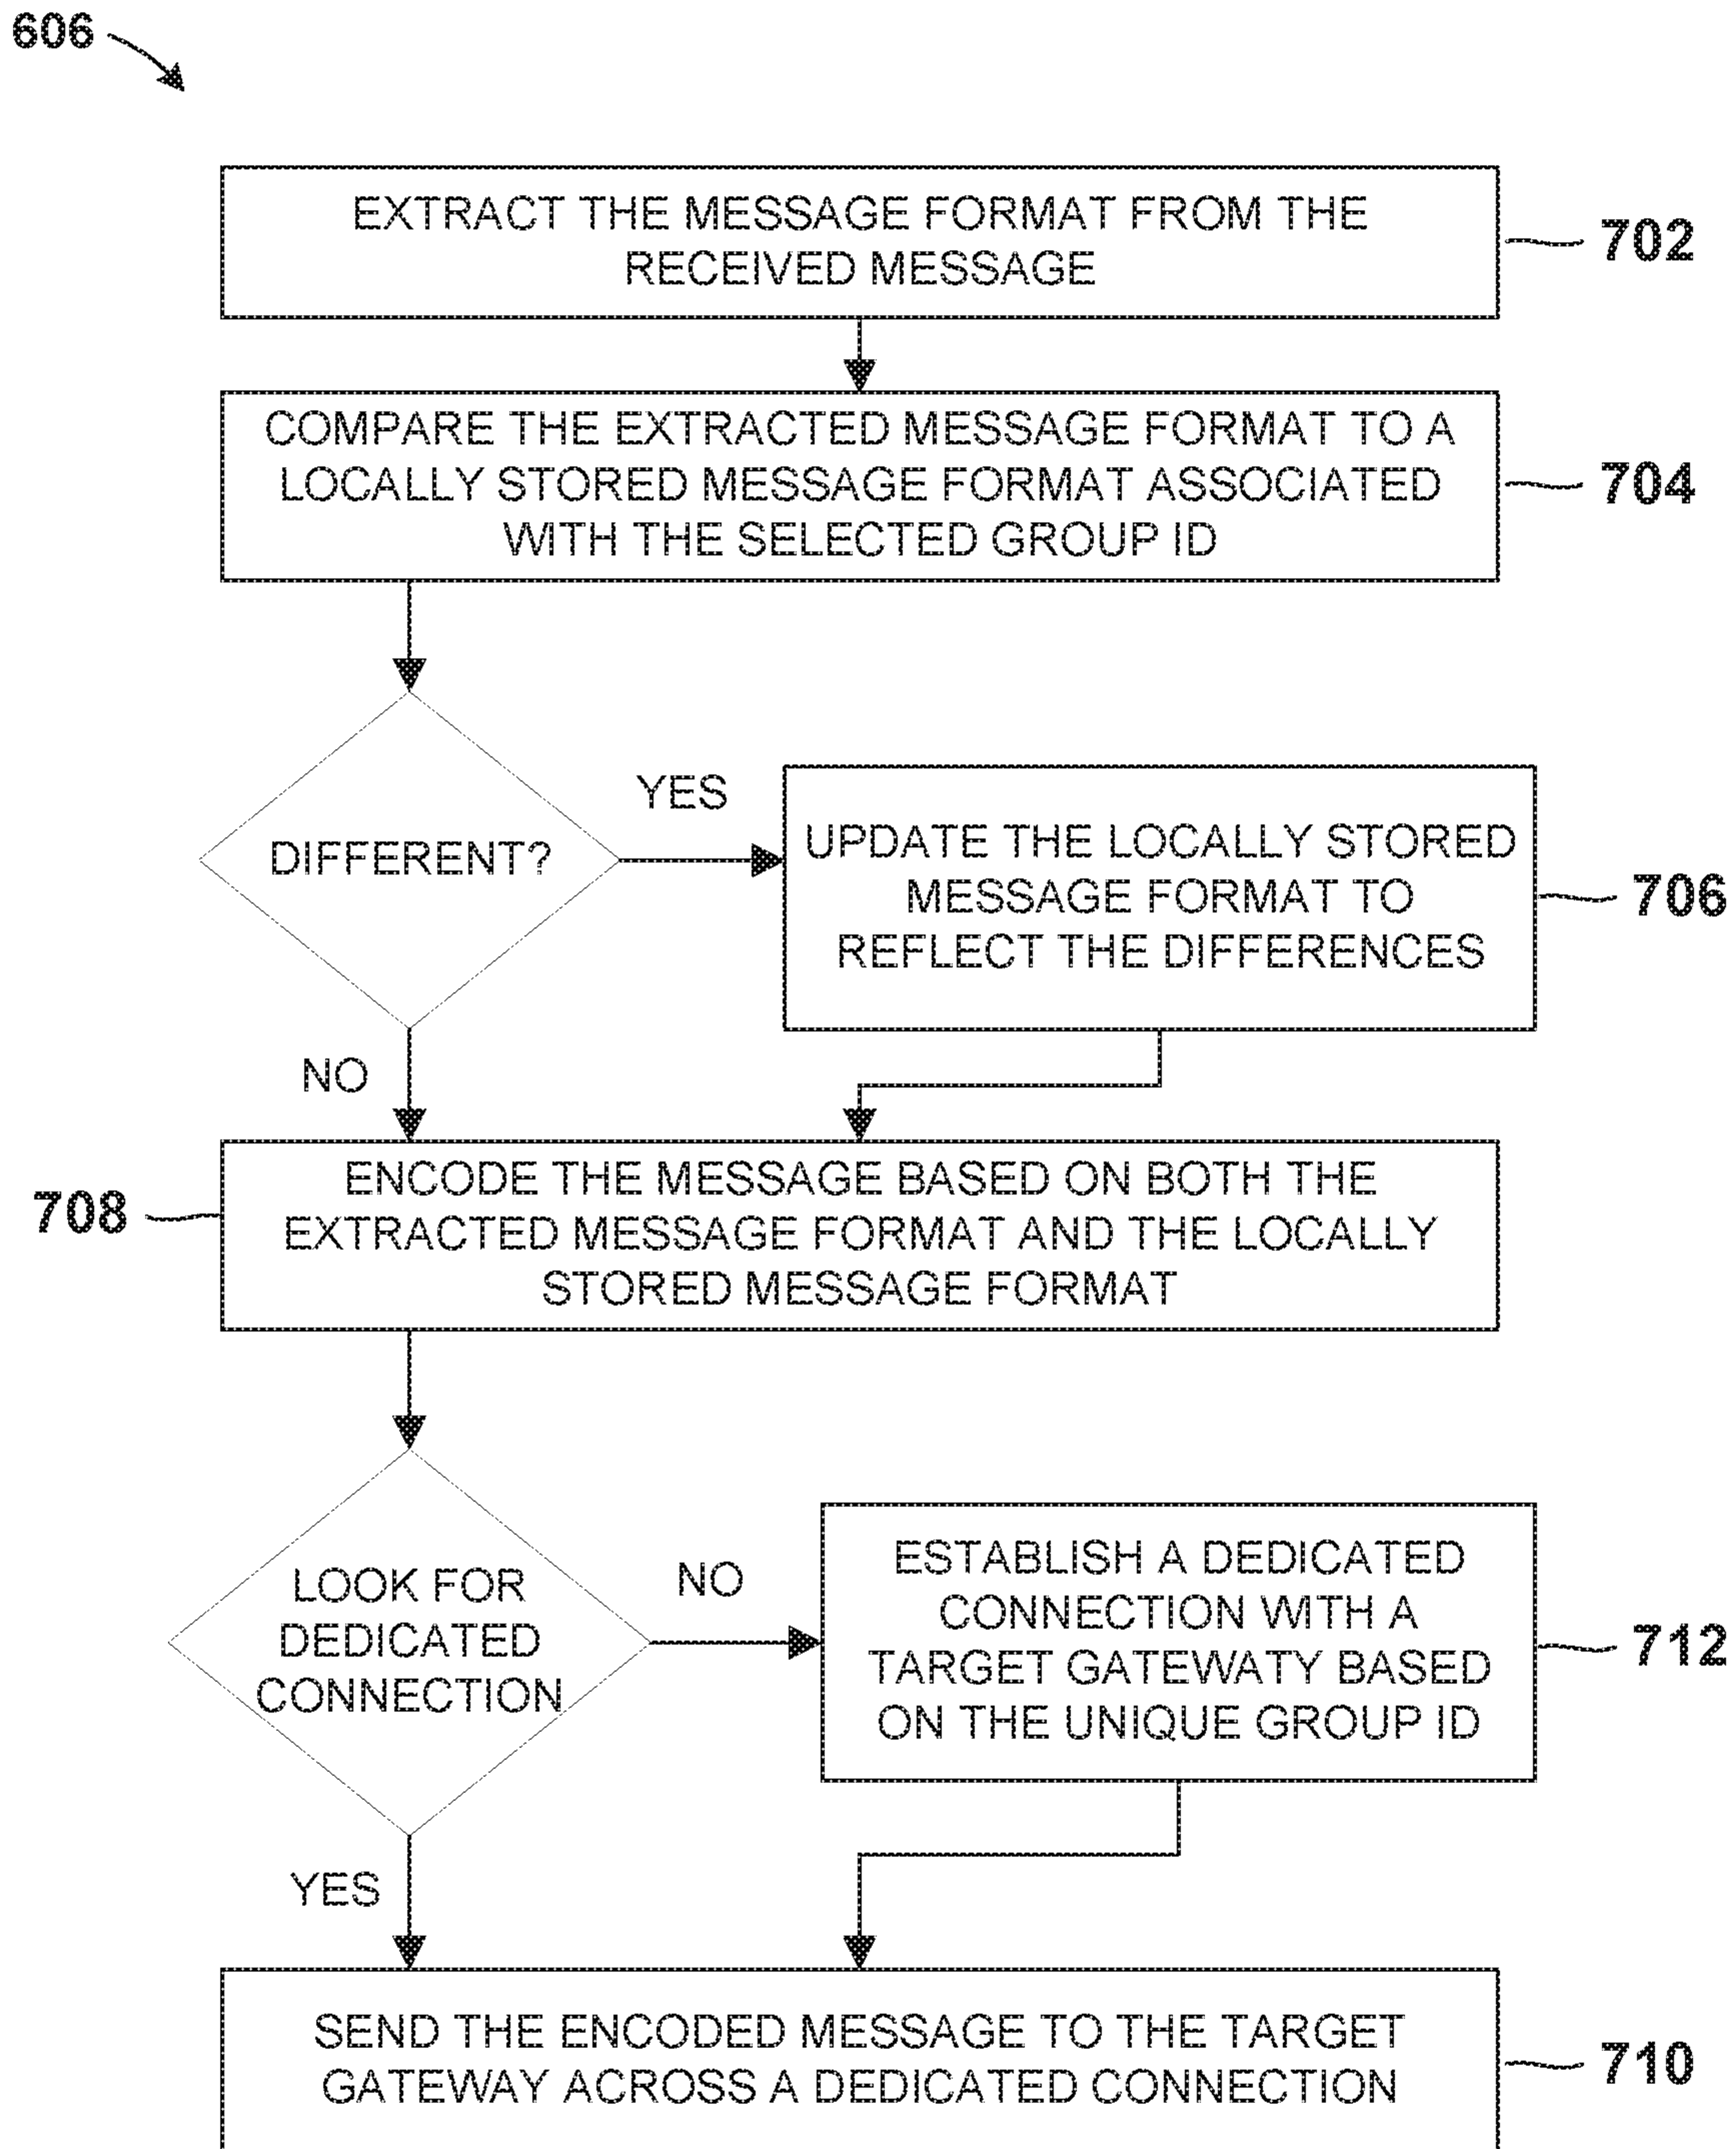 606
EXTRACT THE MESSAGE FORMAT FROM THE
RECEIVED MESSAGE
702
COMPARE THE EXTRACTED MESSAGE FORMAT TO A
LOCALLY STORED MESSAGE FORMAT ASSOCIATED
WITH THE SELECTED GROUP ID
704
DIFFERENT?
YES
UPDATE THE LOCALLY STORED
MESSAGE FORMAT TO
REFLECT THE DIFFERENCES
706
NO
708
ENCODE THE MESSAGE BASED ON BOTH THE
EXTRACTED MESSAGE FORMAT AND THE LOCALLY
STORED MESSAGE FORMAT
LOOK FOR
DEDICATED
CONNECTION
NO
ESTABLISH A DEDICATED
CONNECTION WITH A
TARGET GATEWATY BASED
ON THE UNIQUE GROUP ID
712
YES
SEND THE ENCODED MESSAGE TO THE TARGET
GATEWAY ACROSS A DEDICATED CONNECTION
710